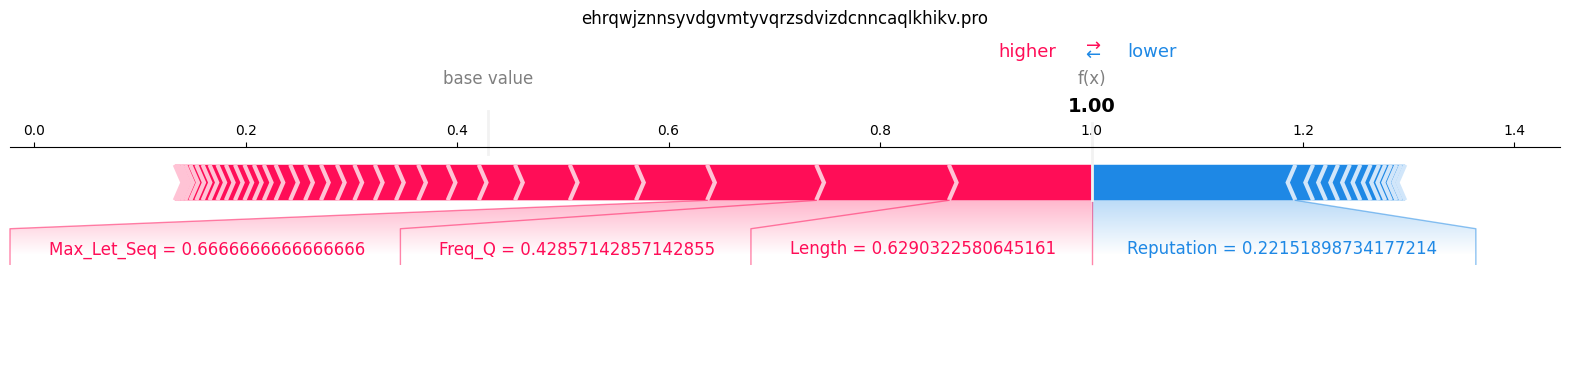 ehrqwjznnsyvdgvmtyvqrzsdvizdcnncaqlkhikv.pro
higher ⇄ lower
base value f(x)
1.00
0.0 0.2 0.4 0.6 0.8 1.0 1.2 1.4
Max_Let_Seq = 0.6666666666666666 Freq_Q = 0.42857142857142855 Length = 0.6290322580645161 Reputation = 0.22151898734177214